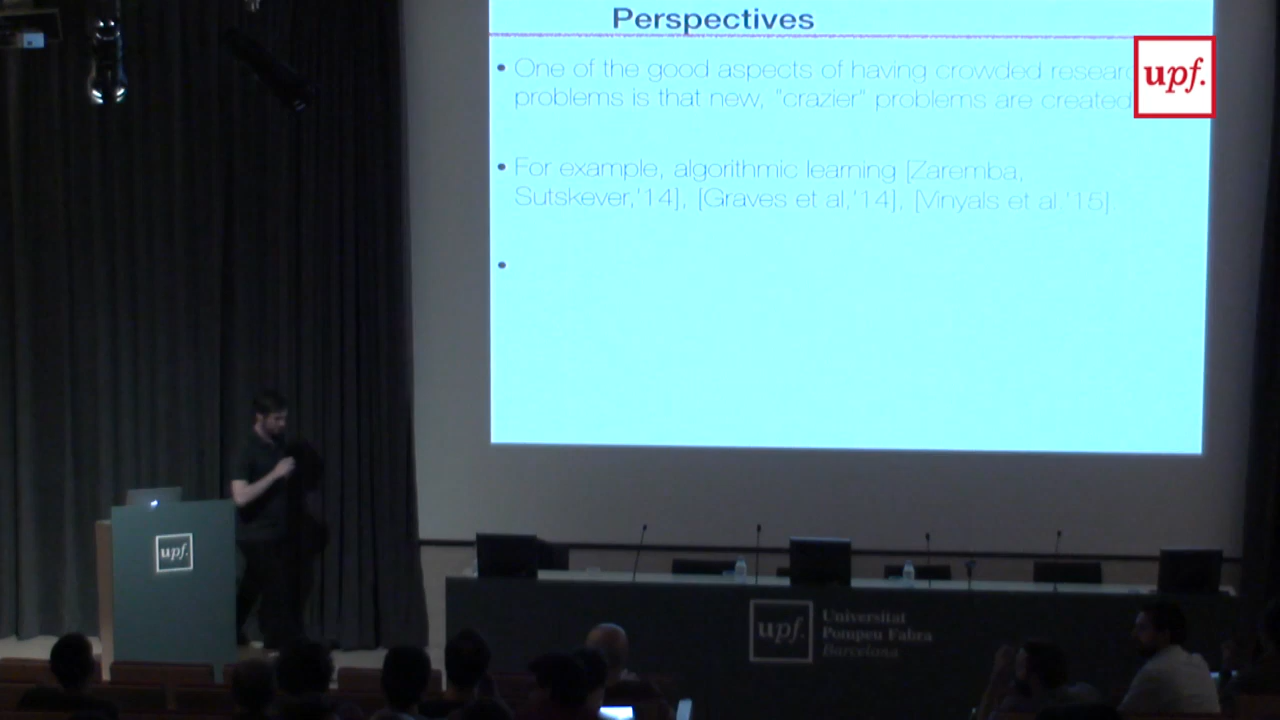 Perspectives
• One of the good aspects of having crowded researc
problems is that new, "crazier" problems are created
• For example, algorithmic learning [Zaremba,
Sutskever,'14], [Graves et al,'14], [Vinyals et al,'15]
•
upf.
upf.
upf.
Universitat
Pompeu Fabra
Barcelona